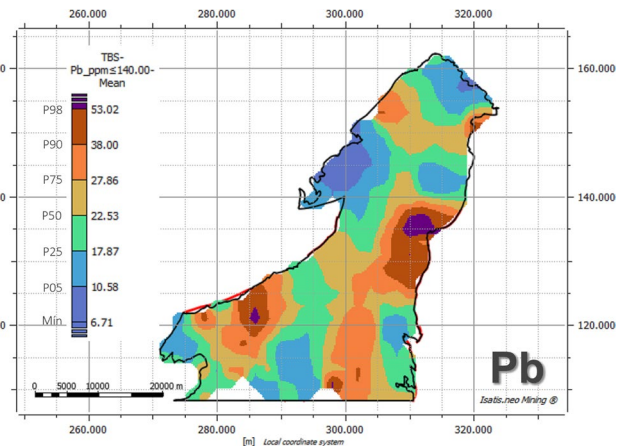 260.000 280.000 300.000 320.000
TBS-
Pb_ppm≤140.00-
Mean
P98 53.02
P90 38.00
P75 27.86
P50 22.53
P25 17.87
P05 10.58
Mín 6.71
160.000
140.000
120.000
0 5000 10000 20000 m
Pb
Isatis.neo Mining ®
260.000 280.000 300.000 320.000
[m] Local coordinate system